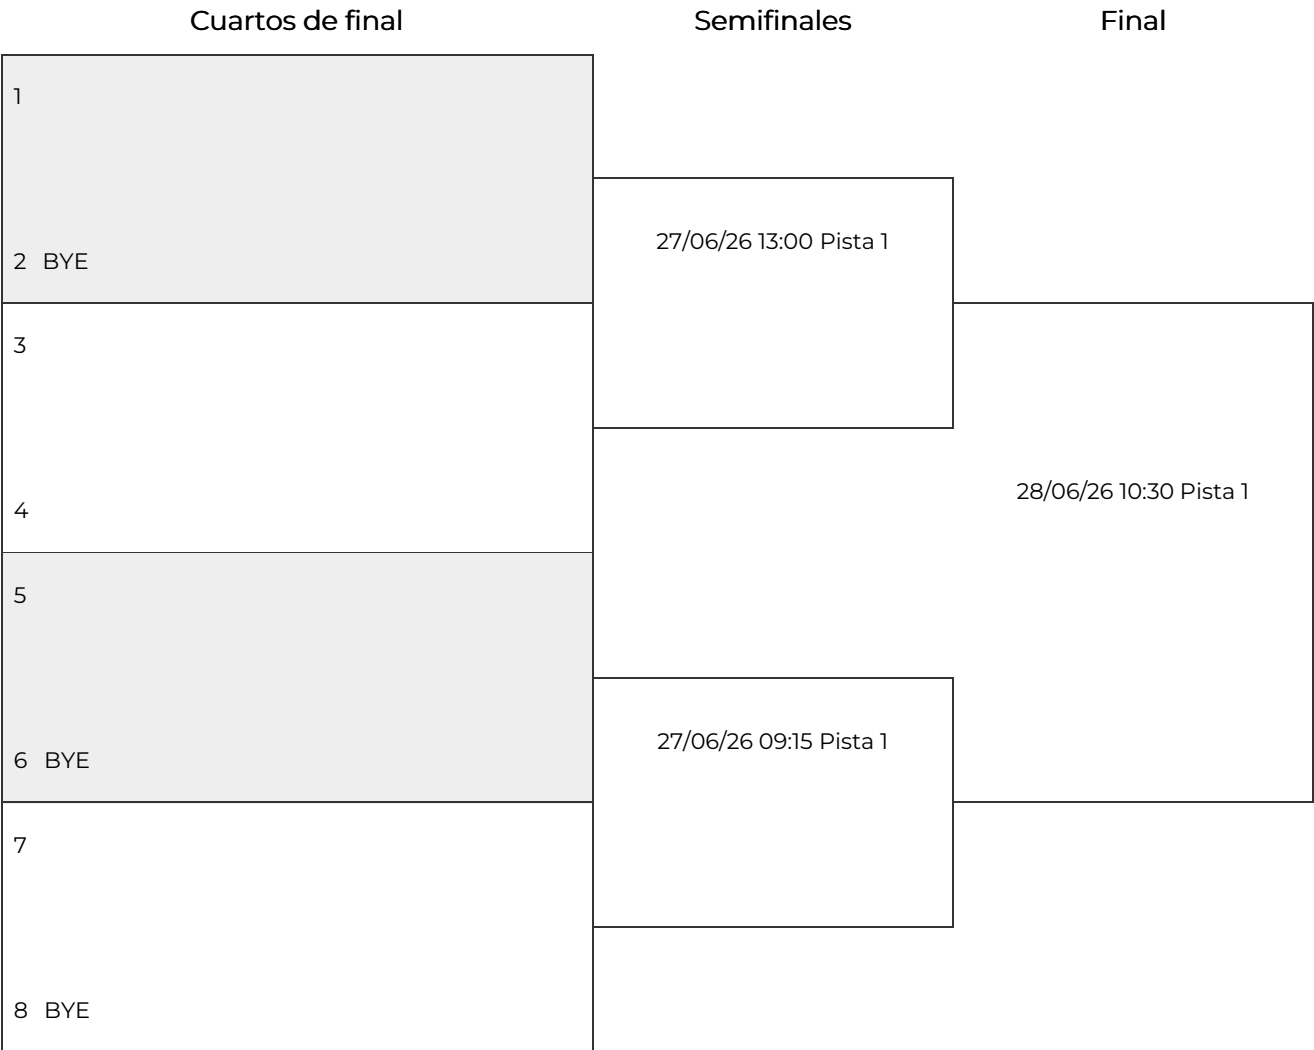 Cuartos de final
Semifinales
Final
1
2 BYE
3
4
5
6 BYE
7
8 BYE
27/06/26 13:00 Pista 1
27/06/26 09:15 Pista 1
28/06/26 10:30 Pista 1